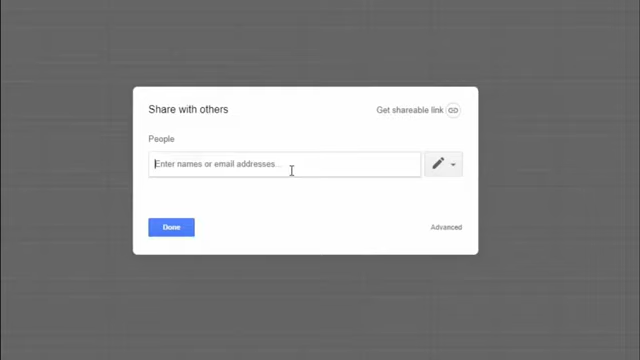 Share with others
Get shareable link
People
Enter names or email addresses...
Done
Advanced